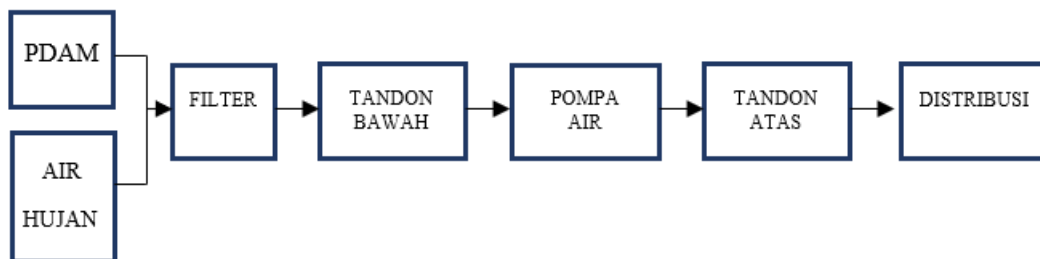 PDAM
FILTER
TANDON
BAWAH
POMPA
AIR
TANDON
ATAS
DISTRIBUSI
AIR
HUJAN